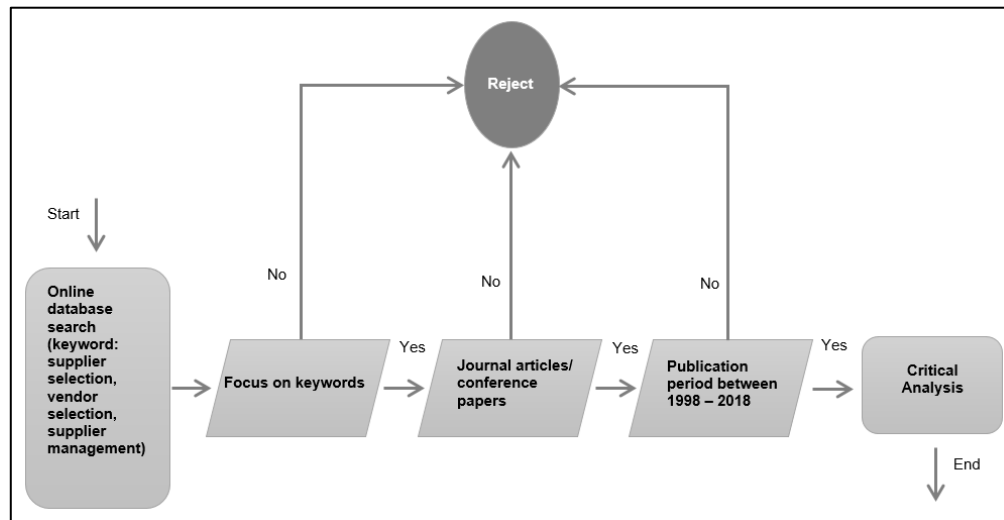 Reject
Start
No
No
No
Online
database
search
(keyword:
supplier
selection,
vendor
selection,
supplier
management)
Focus on keywords
Yes
Journal articles/
conference
papers
Yes
Publication
period between
1998 – 2018
Yes
Critical
Analysis
End